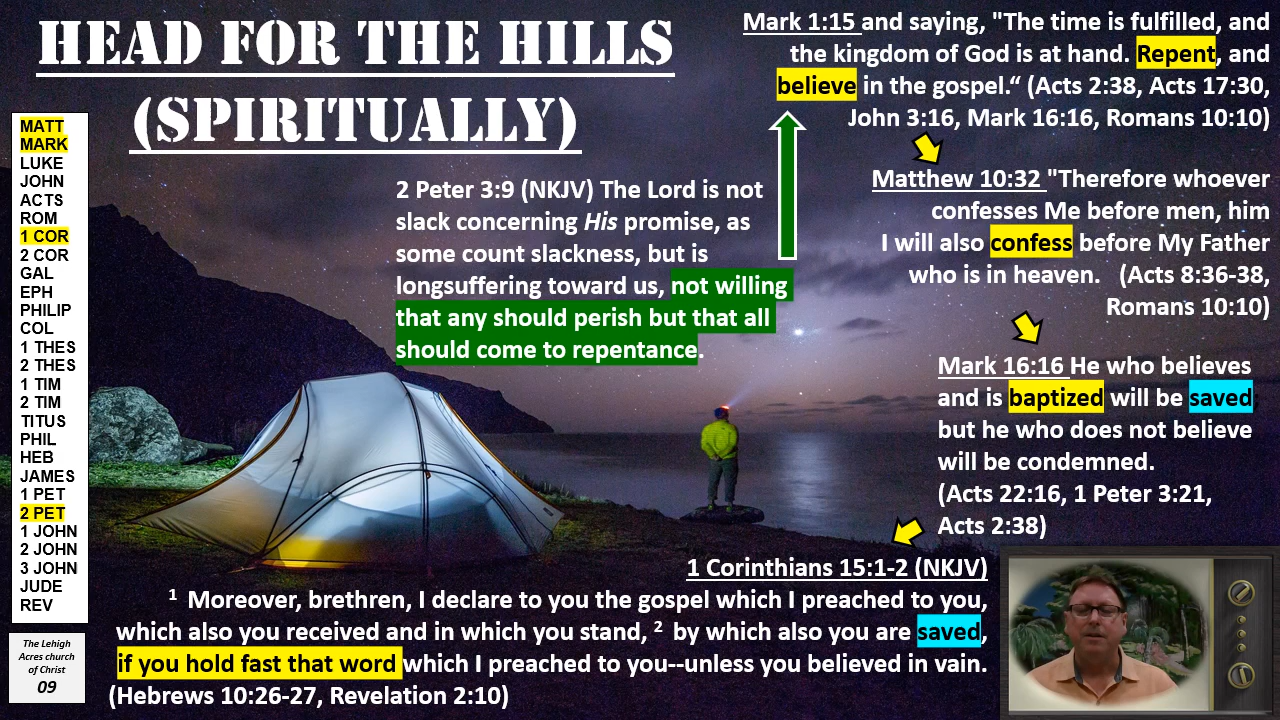 HEAD FOR THE HILLS
(SPIRITUALLY)
MATT
MARK
LUKE
JOHN
ACTS
ROM
1 COR
2 COR
GAL
EPH
PHILIP
COL
1 THES
2 THES
1 TIM
2 TIM
TITUS
PHIL
HEB
JAMES
1 PET
2 PET
1 JOHN
2 JOHN
3 JOHN
JUDE
REV
The Lehigh
Acres church
of Christ
09
2 Peter 3:9 (NKJV) The Lord is not
slack concerning His promise, as
some count slackness, but is
longsuffering toward us, not willing
that any should perish but that all
should come to repentance.
Mark 1:15 and saying, "The time is fulfilled, and
the kingdom of God is at hand. Repent, and
believe in the gospel.“ (Acts 2:38, Acts 17:30,
John 3:16, Mark 16:16, Romans 10:10)
Matthew 10:32 "Therefore whoever
confesses Me before men, him
I will also confess before My Father
who is in heaven. (Acts 8:36-38,
Romans 10:10)
Mark 16:16 He who believes
and is baptized will be saved;
but he who does not believe
will be condemned.
(Acts 22:16, 1 Peter 3:21,
Acts 2:38)
1 Corinthians 15:1-2 (NKJV)
1 Moreover, brethren, I declare to you the gospel which I preached to you,
which also you received and in which you stand, 2 by which also you are saved,
if you hold fast that word which I preached to you--unless you believed in vain.
(Hebrews 10:26-27, Revelation 2:10)